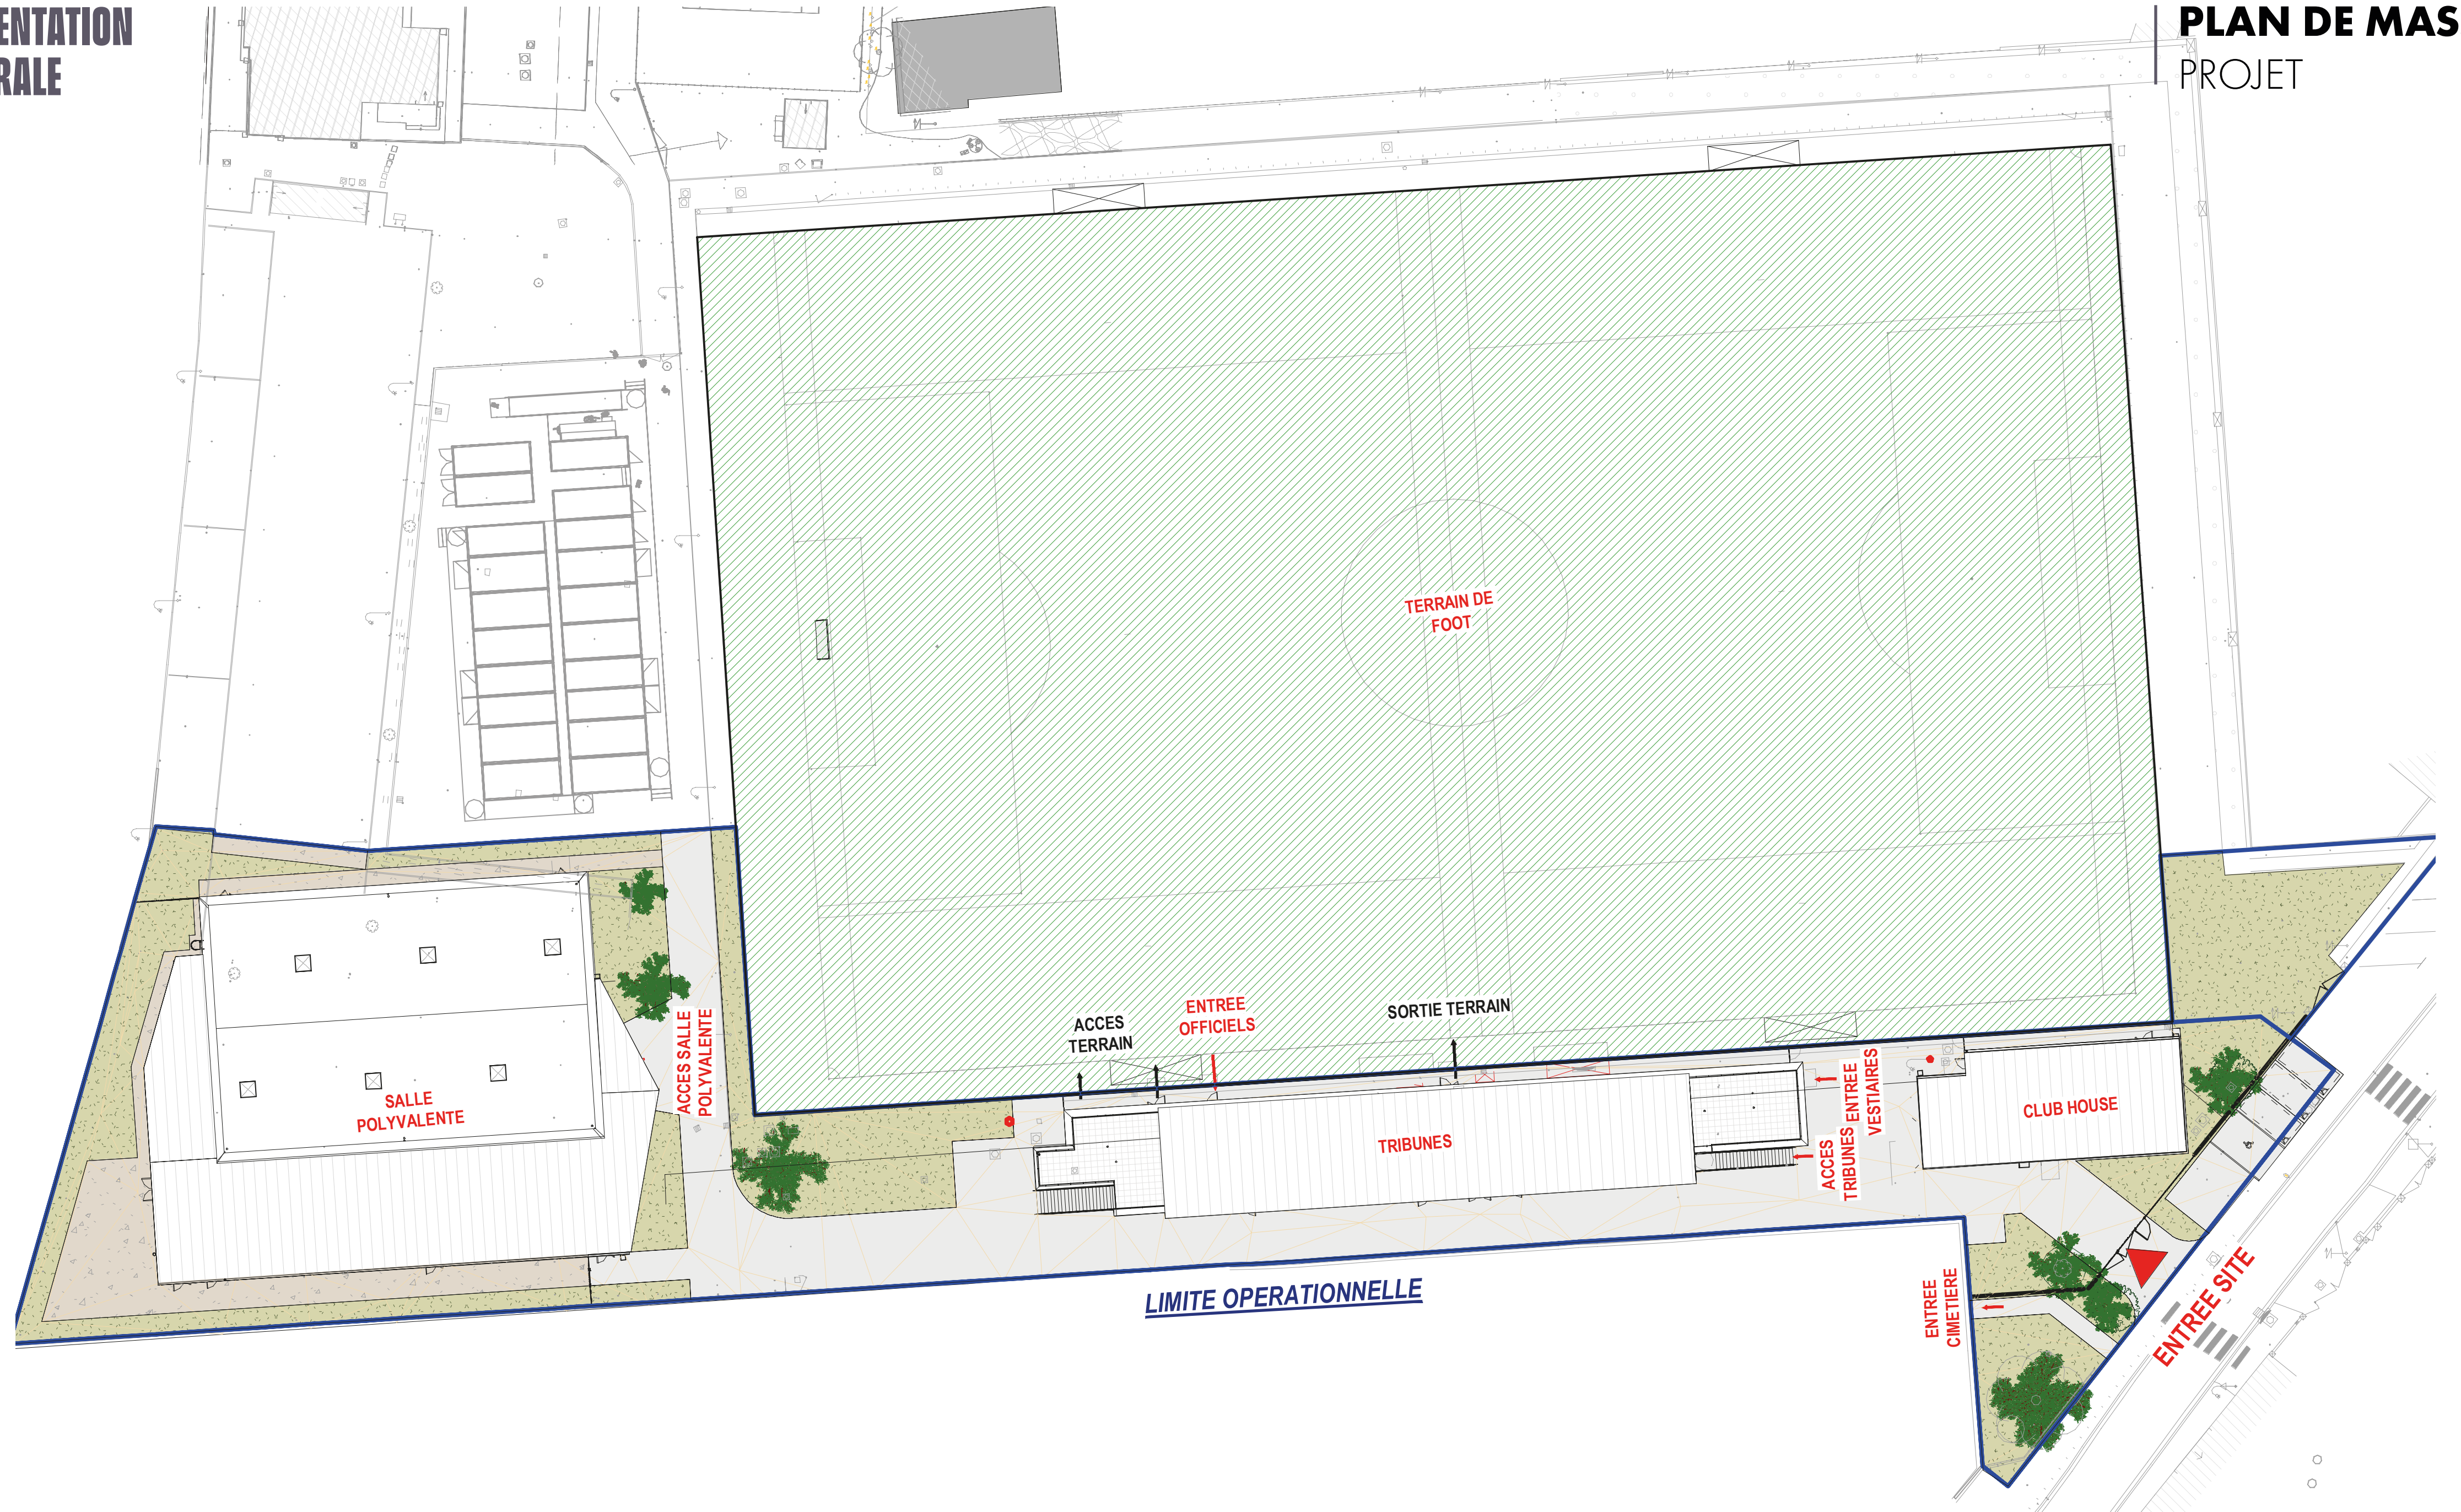 ENTATION
RALE
PLAN DE MAS
PROJET
TERRAIN DE
FOOT
ENTREE
OFFICIELS
SORTIE TERRAIN
ACCES
TERRAIN
ACCES SALLE
POLYVALENTE
SALLE
POLYVALENTE
TRIBUNES
ENTREE
VESTIAIRES
ACCES
TRIBUNES
CLUB HOUSE
LIMITE OPERATIONNELLE
ENTREE
CIMETIERE
ENTREE SITE